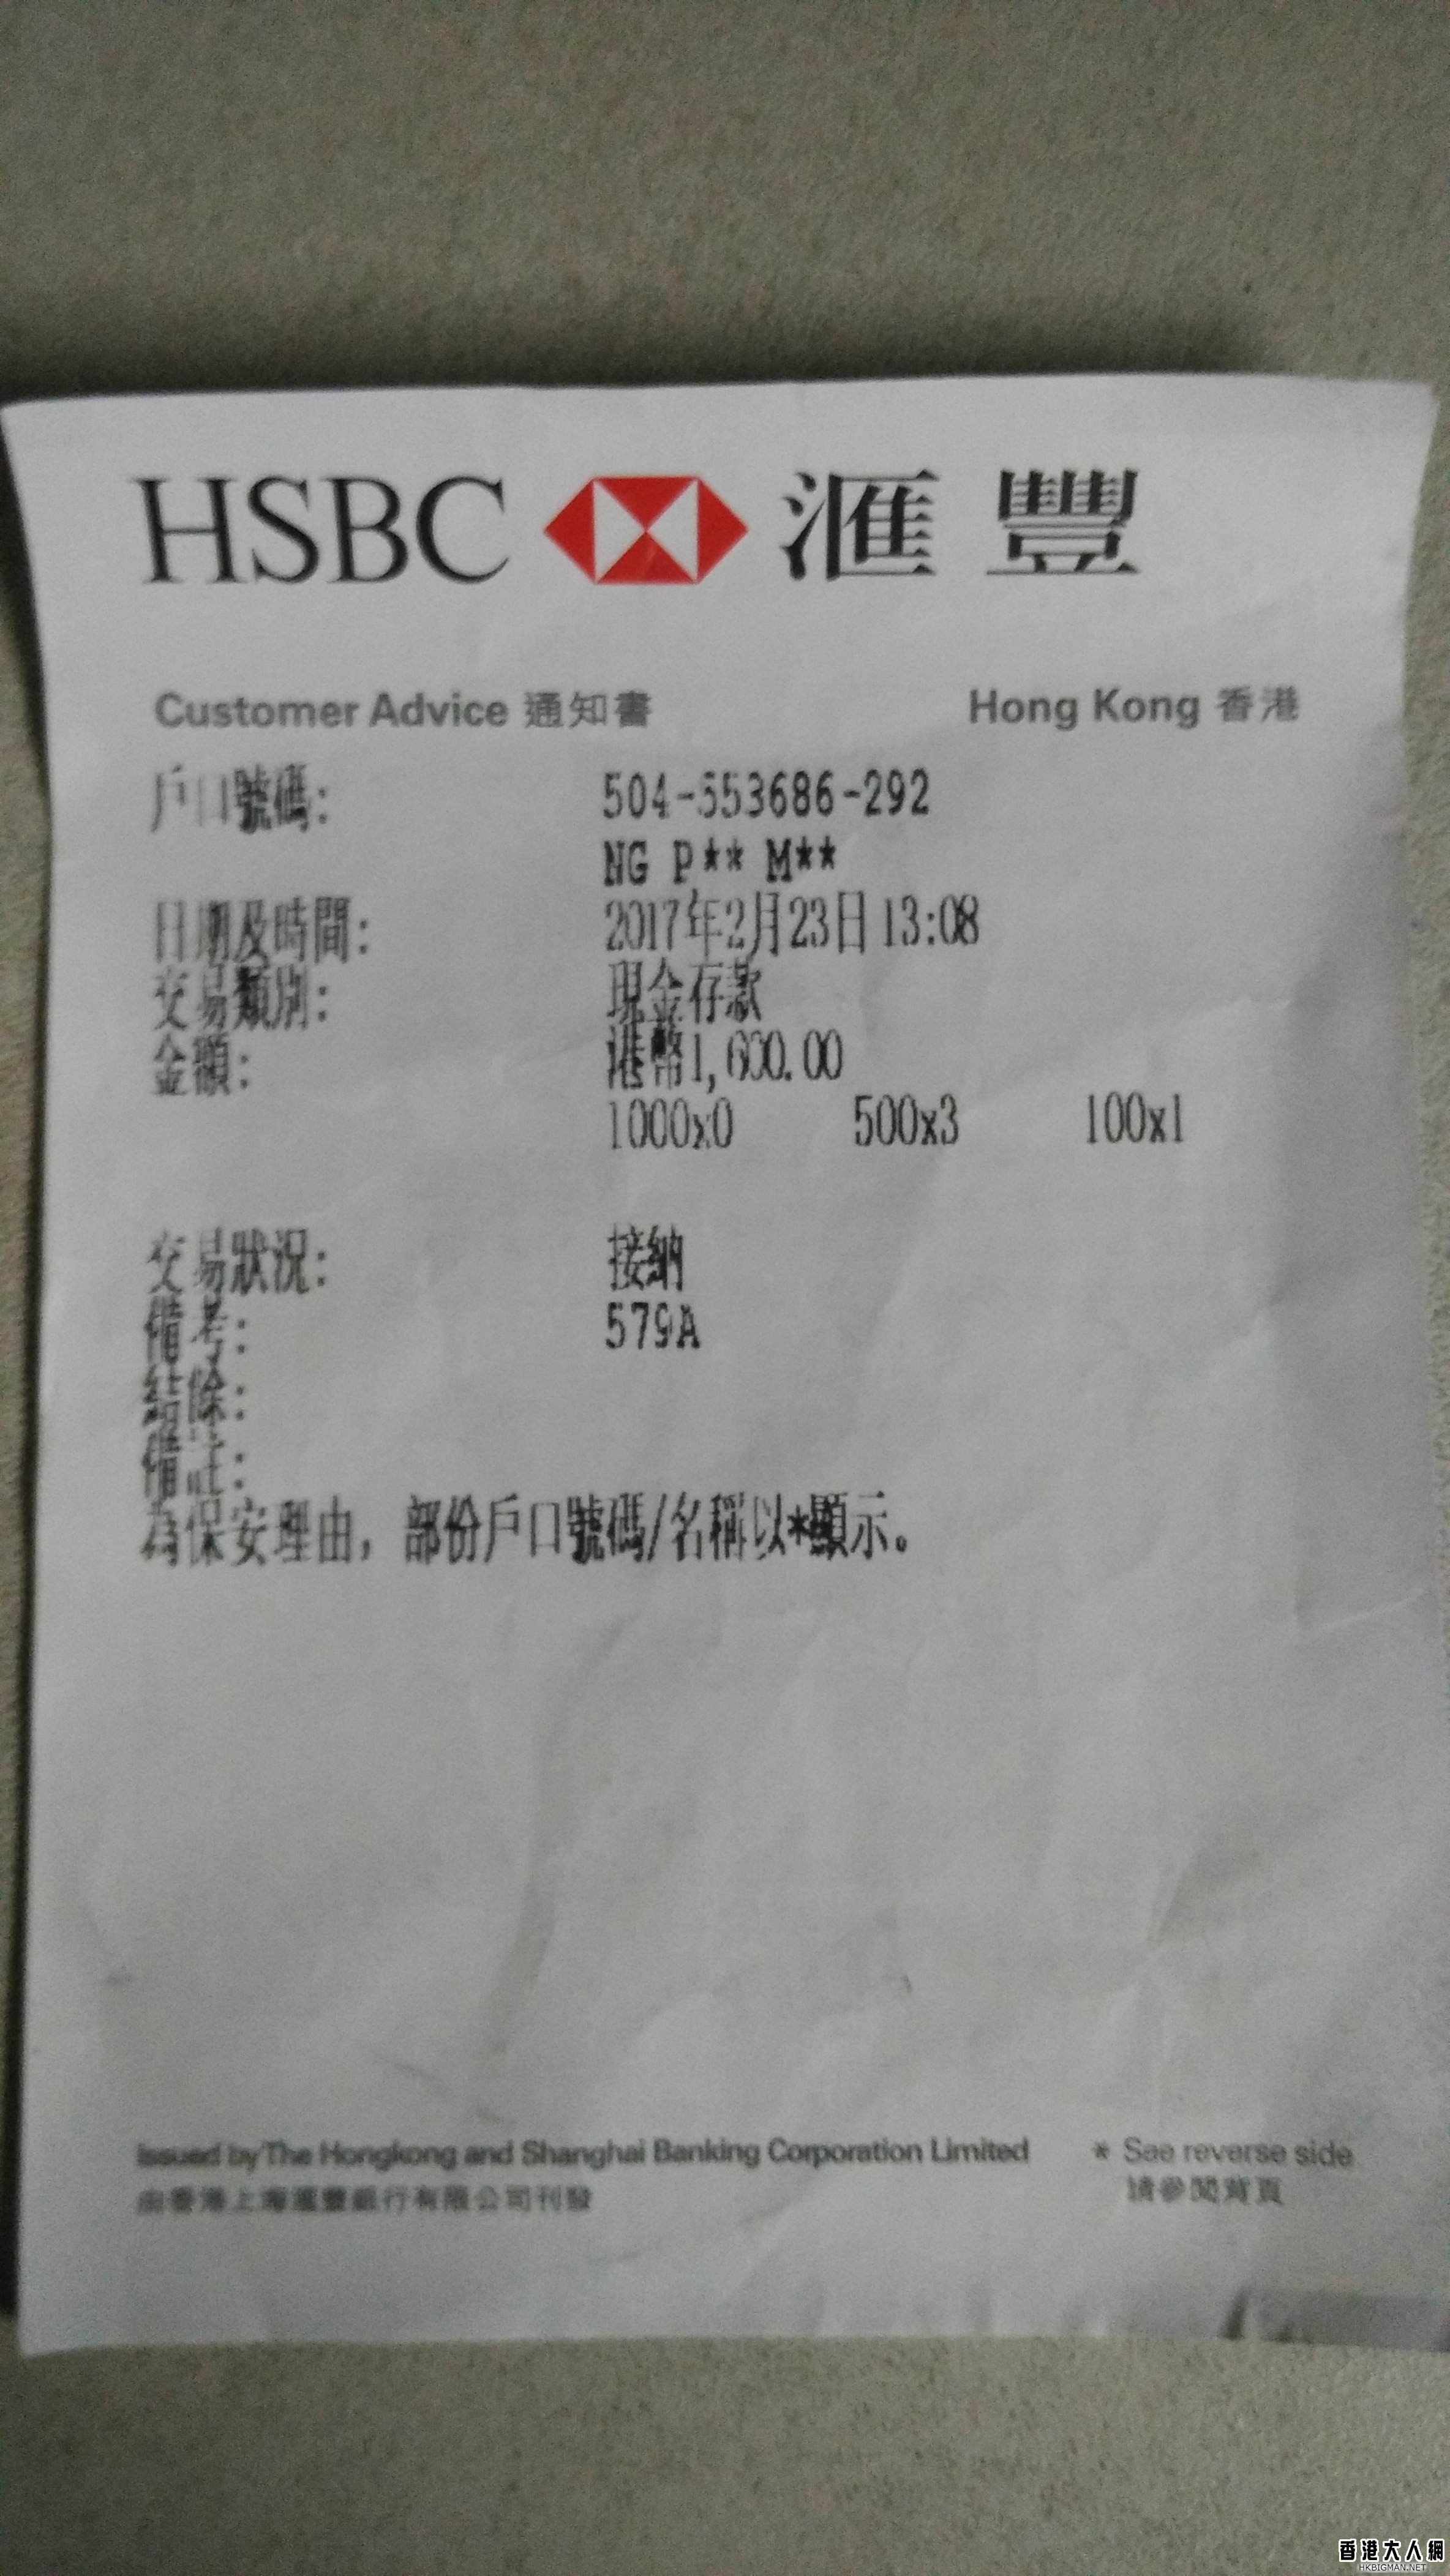 HSBC 滙豐
Customer Advice 通知書 Hong Kong 香港
戶口號碼: 504-553686-292
NG P** M**
日期及時間: 2017年2月23日 13:08
交易類別: 現金存款
金額: 港幣1,600.00
1000x0 500x3 100x1
交易狀況: 接納
備考: 579A
結餘:
備註:
為保安理由，部份戶口號碼/名稱以*顯示。
Issued by The Hongkong and Shanghai Banking Corporation Limited * See reverse side
由香港上海滙豐銀行有限公司刊發 請參閱背頁
香港大人網
HKBIGMAN.NET